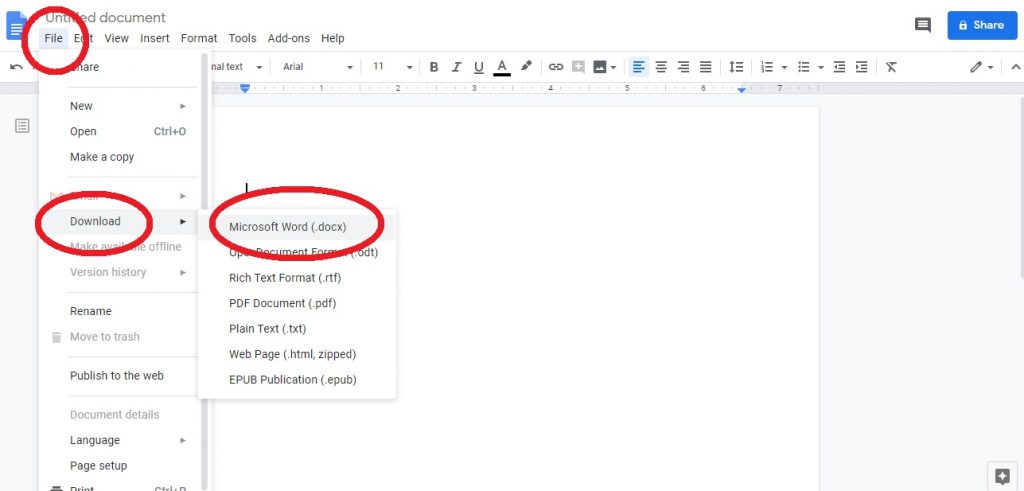 Untitled document
File Edit View Insert Format Tools Add-ons Help
Share
mal text Arial 11 B I U A
1 2 3 4 5 6 7
Share
New
Open Ctrl+O
Make a copy
Email
Download
Make available offline
Version history
Rename
Move to trash
Publish to the web
Document details
Language
Page setup
Print Ctrl+P
Microsoft Word (.docx)
OpenDocument Format (.odt)
Rich Text Format (.rtf)
PDF Document (.pdf)
Plain Text (.txt)
Web Page (.html, zipped)
EPUB Publication (.epub)